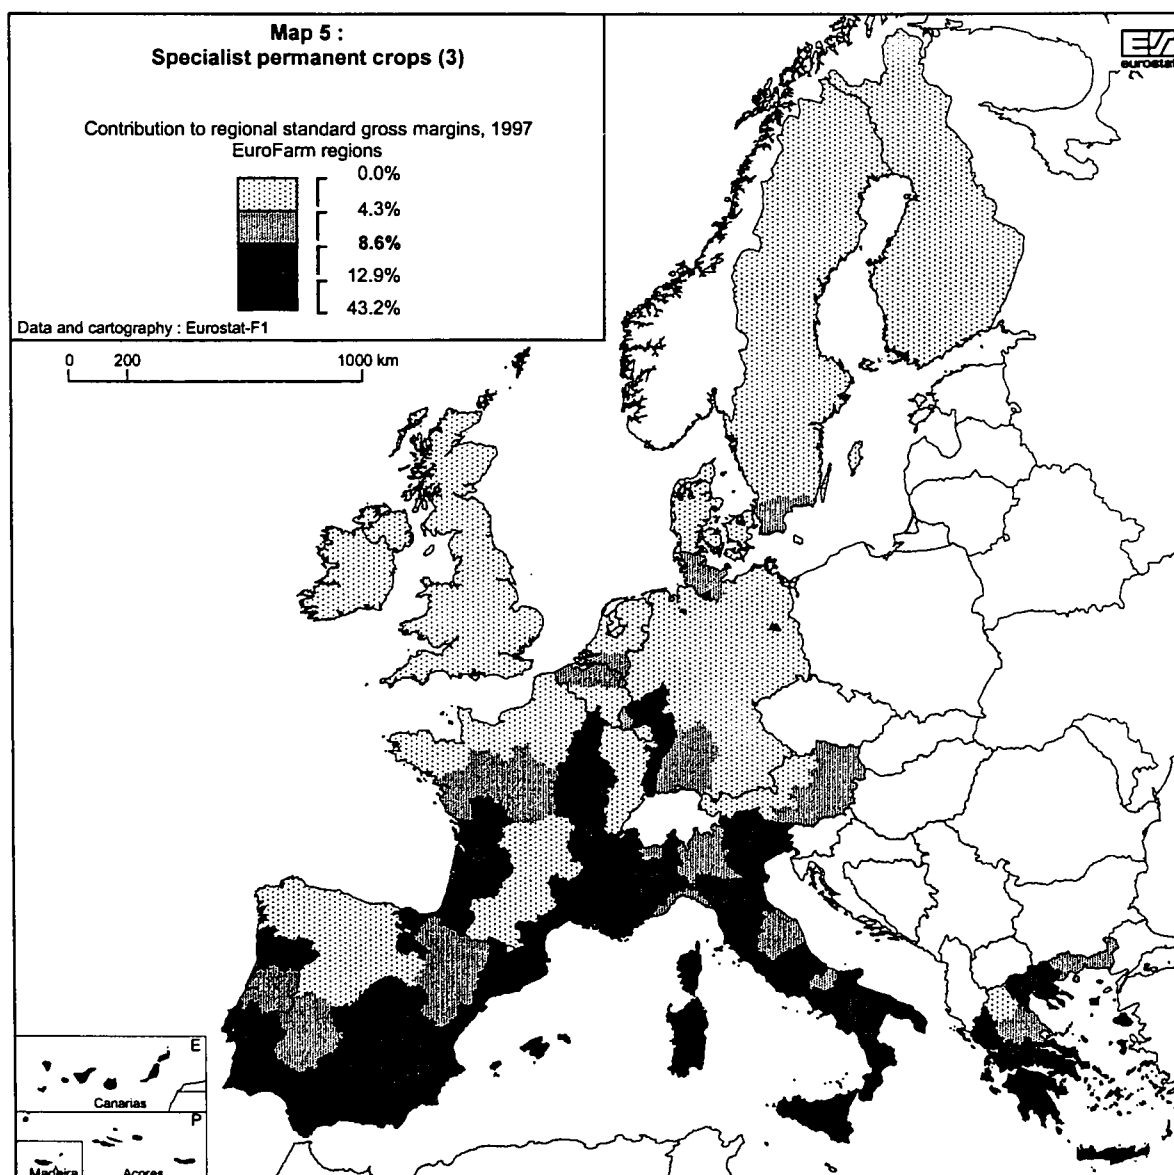 Map 5 :
Specialist permanent crops (3)
Contribution to regional standard gross margins, 1997
EuroFarm regions
0.0%
4.3%
8.6%
12.9%
43.2%
Data and cartography : Eurostat-F1
0 200 1000 km
eurostat
E
Canarias
P
Madeira Açores